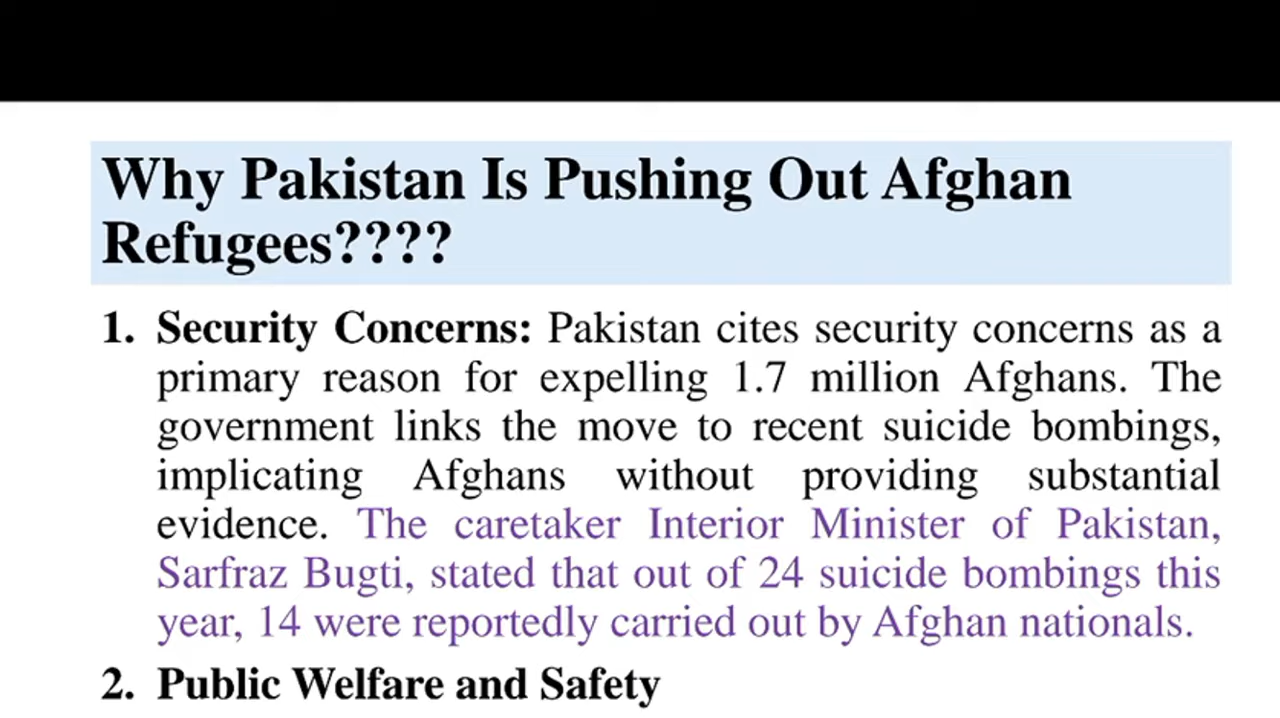 Why Pakistan Is Pushing Out Afghan
Refugees????
1. Security Concerns: Pakistan cites security concerns as a
primary reason for expelling 1.7 million Afghans. The
government links the move to recent suicide bombings,
implicating Afghans without providing substantial
evidence. The caretaker Interior Minister of Pakistan,
Sarfraz Bugti, stated that out of 24 suicide bombings this
year, 14 were reportedly carried out by Afghan nationals.
2. Public Welfare and Safety